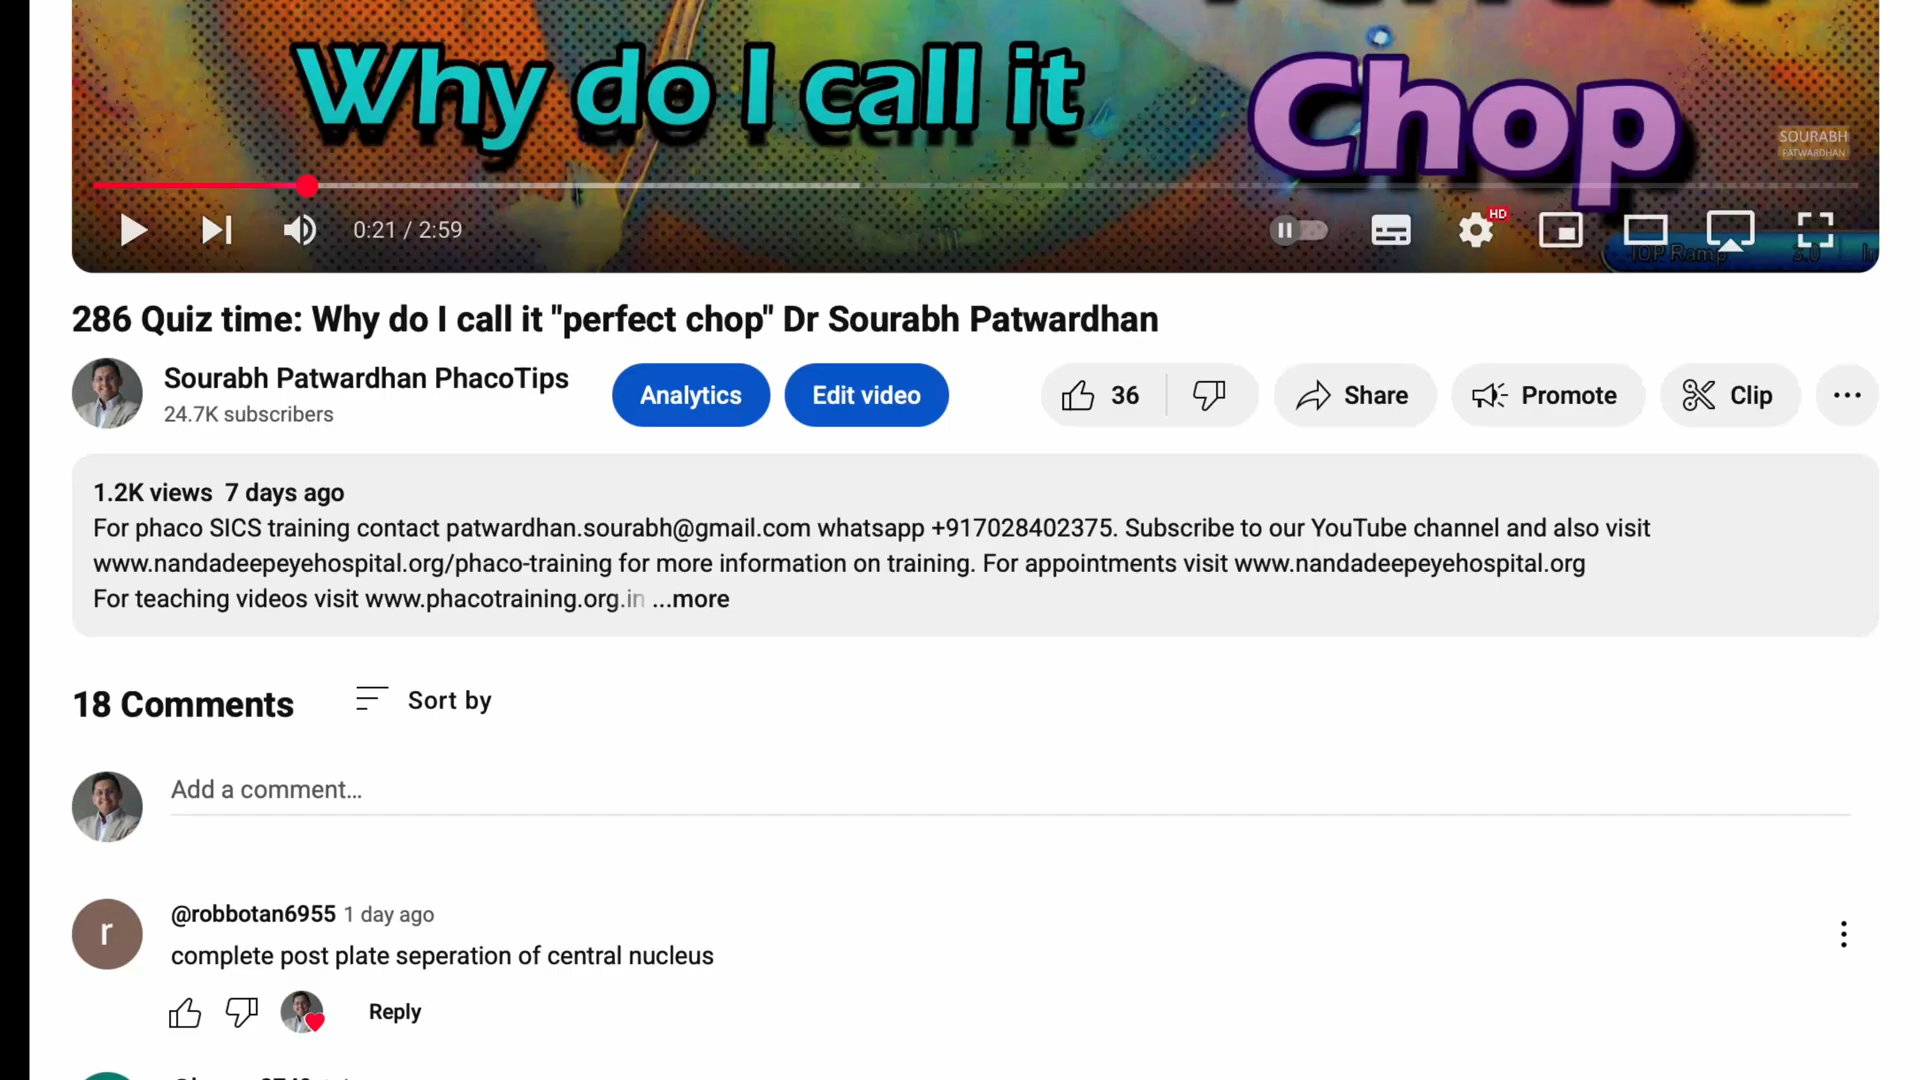 Why do I call it
Chop
SOURABH
PATWARDHAN
0:21 / 2:59
HD
IOP Ramp
286 Quiz time: Why do I call it "perfect chop" Dr Sourabh Patwardhan
Sourabh Patwardhan PhacoTips
24.7K subscribers
Analytics
Edit video
36
Share
Promote
Clip
1.2K views 7 days ago
For phaco SICS training contact patwardhan.sourabh@gmail.com whatsapp +917028402375. Subscribe to our YouTube channel and also visit
www.nandadeepeyehospital.org/phaco-training for more information on training. For appointments visit www.nandadeepeyehospital.org
For teaching videos visit www.phacotraining.org.in ...more
18 Comments
Sort by
Add a comment...
r
@robbotan6955 1 day ago
complete post plate seperation of central nucleus
Reply